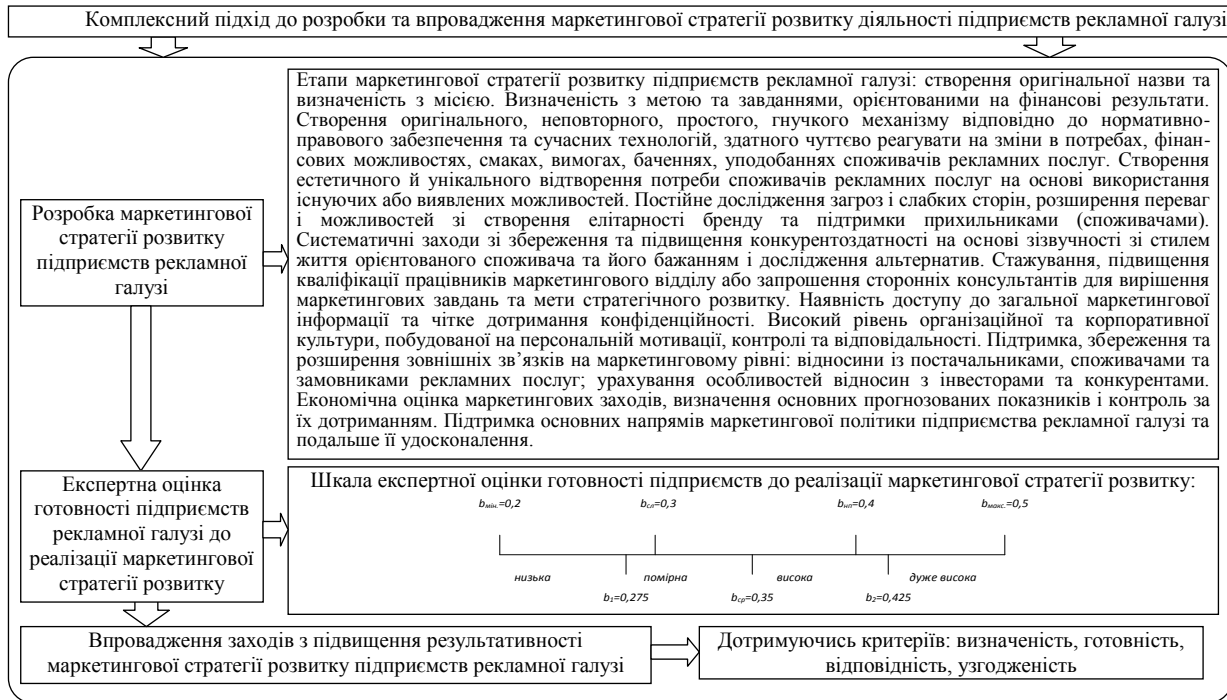 Комплексний підхід до розробки та впровадження маркетингової стратегії розвитку діяльності підприємств рекламної галузі
Розробка маркетингової
стратегії розвитку
підприємств рекламної
галузі
Етапи маркетингової стратегії розвитку підприємств рекламної галузі: створення оригінальної назви та
визначеність з місією. Визначеність з метою та завданнями, орієнтованими на фінансові результати.
Створення оригінального, неповторного, простого, гнучкого механізму відповідно до нормативно-
правового забезпечення та сучасних технологій, здатного чуттєво реагувати на зміни в потребах, фінан-
сових можливостях, смаках, вимогах, баченнях, уподобаннях споживачів рекламних послуг. Створення
естетичного й унікального відтворення потреби споживачів рекламних послуг на основі використання
існуючих або виявлених можливостей. Постійне дослідження загроз і слабких сторін, розширення переваг
і можливостей зі створення елітарності бренду та підтримки прихильниками (споживачами).
Систематичні заходи зі збереження та підвищення конкурентоздатності на основі зізвучності зі стилем
життя орієнтованого споживача та його бажанням і дослідження альтернатив. Стажування, підвищення
кваліфікації працівників маркетингового відділу або запрошення сторонніх консультантів для вирішення
маркетингових завдань та мети стратегічного розвитку. Наявність доступу до загальної маркетингової
інформації та чітке дотримання конфіденційності. Високий рівень організаційної та корпоративної
культури, побудованої на персональній мотивації, контролі та відповідальності. Підтримка, збереження та
розширення зовнішніх зв’язків на маркетинговому рівні: відносини із постачальниками, споживачами та
замовниками рекламних послуг; урахування особливостей відносин з інвесторами та конкурентами.
Економічна оцінка маркетингових заходів, визначення основних прогнозованих показників і контроль за
їх дотриманням. Підтримка основних напрямів маркетингової політики підприємства рекламної галузі та
подальше її удосконалення.
Експертна оцінка
готовності підприємств
рекламної галузі до
реалізації маркетингової
стратегії розвитку
Шкала експертної оцінки готовності підприємств до реалізації маркетингової стратегії розвитку:
bмін.=0,2 bсл=0,3 bнп=0,4 bмакс.=0,5
низька помірна висока дуже висока
b1=0,275 bср=0,35 b2=0,425
Впровадження заходів з підвищення результативності
маркетингової стратегії розвитку підприємств рекламної галузі
Дотримуючись критеріїв: визначеність, готовність,
відповідність, узгодженість